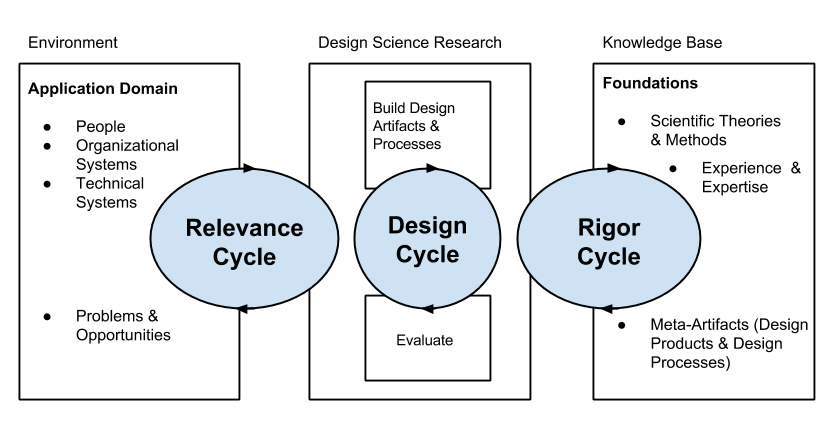 Environment
Application Domain
● People
● Organizational
Systems
● Technical
Systems
● Problems &
Opportunities
Relevance
Cycle
Design Science Research
Build Design
Artifacts &
Processes
Design
Cycle
Evaluate
Knowledge Base
Foundations
● Scientific Theories
& Methods
● Experience &
Expertise
Rigor
Cycle
● Meta-Artifacts (Design
Products & Design
Processes)